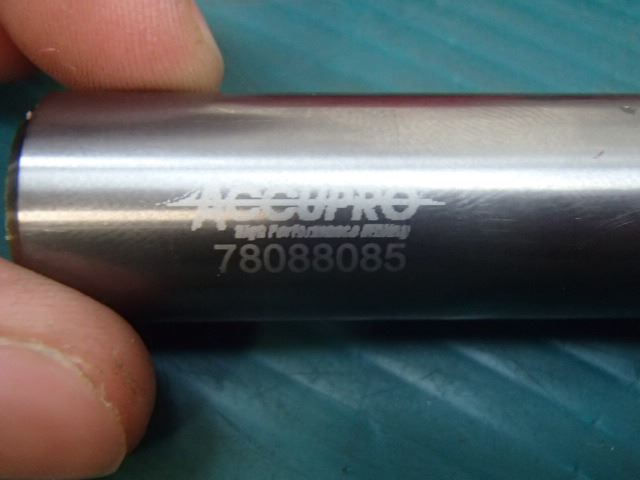 ACCUPRO
High Performance Milling
78088085